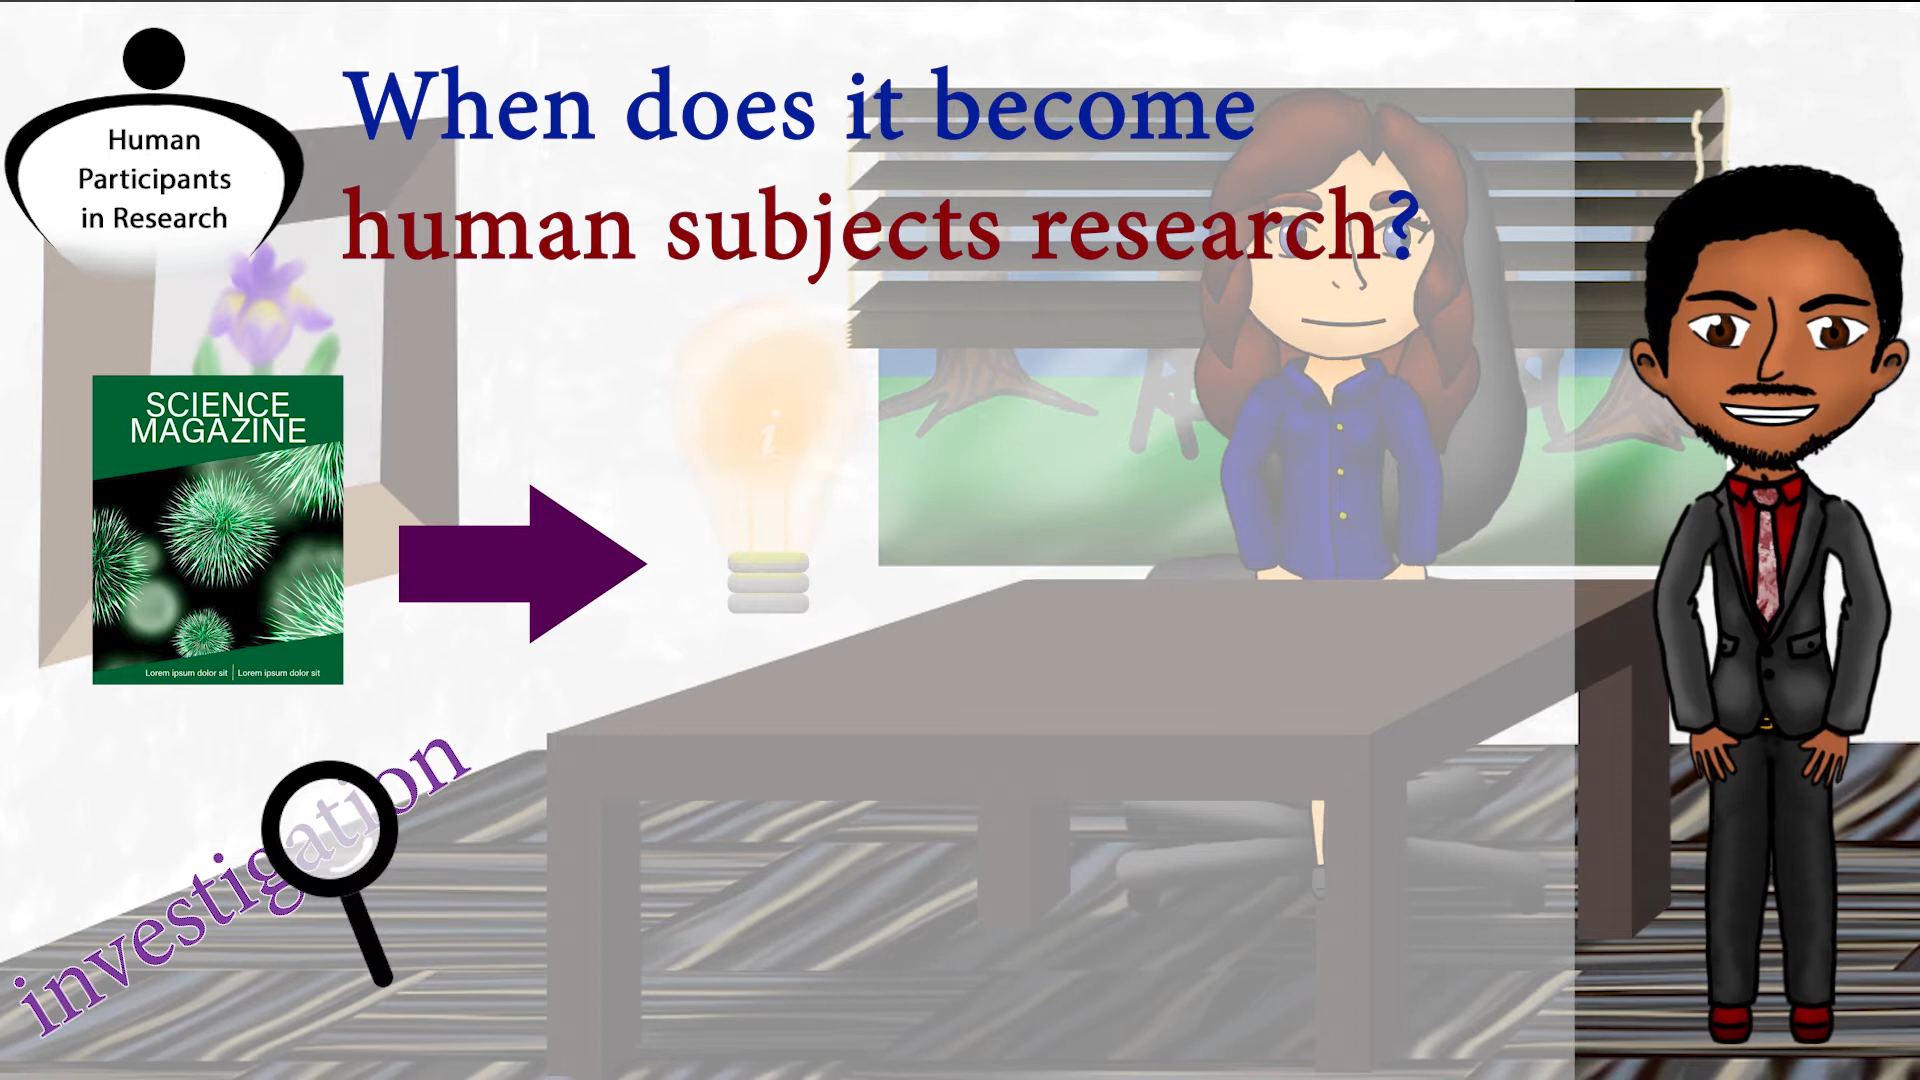 Human
Participants
in Research
When does it become
human subjects research?
SCIENCE
MAGAZINE
i
Lorem ipsum dolor sit | Lorem ipsum dolor sit
investigation